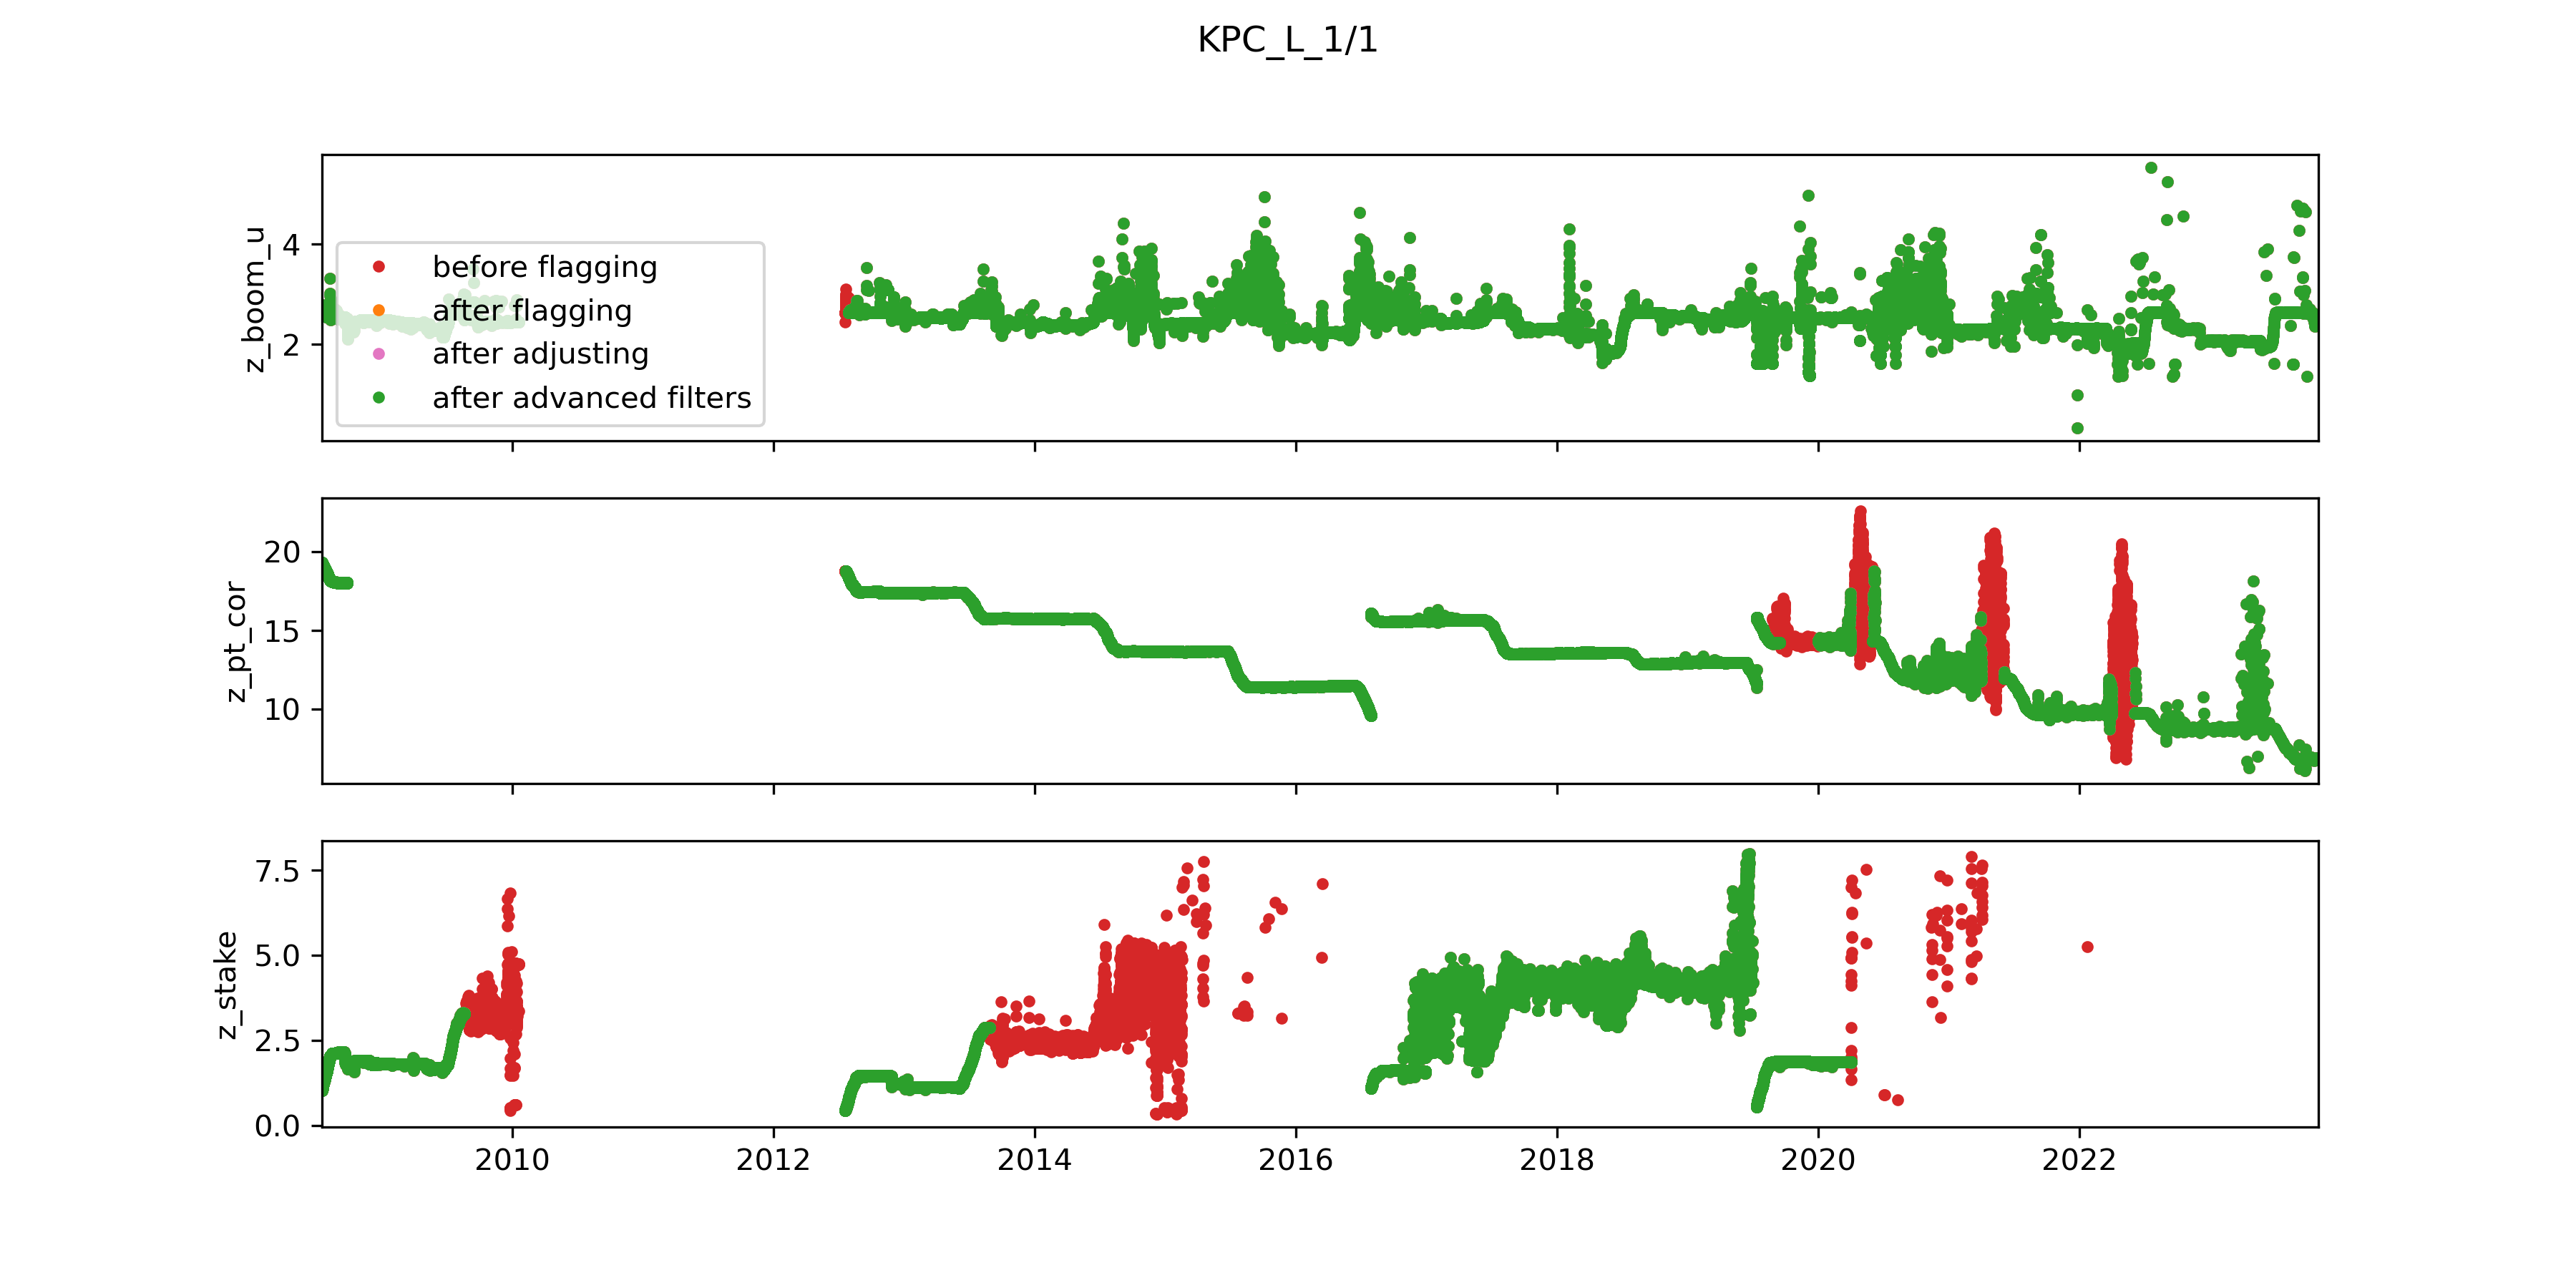 KPC_L_1/1
z_boom_u
4
2
before flagging
after flagging
after adjusting
after advanced filters
z_pt_cor
20
15
10
z_stake
7.5
5.0
2.5
0.0
2010 2012 2014 2016 2018 2020 2022